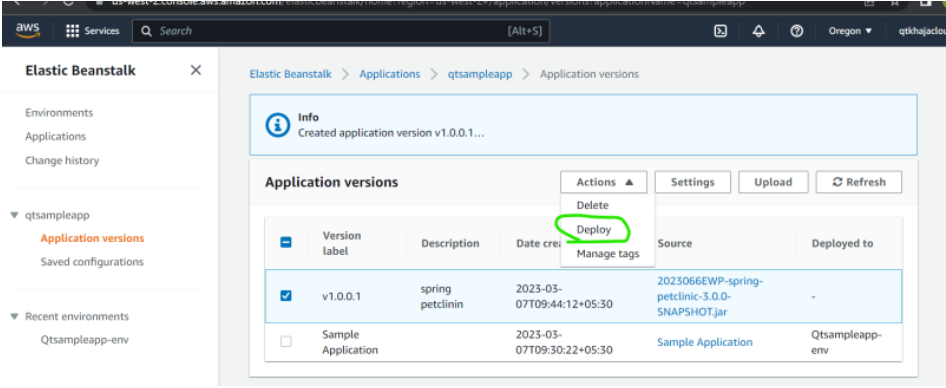 us-west-2.console.aws.amazon.com/elasticbeanstalk/home?region=us-west-2#/application/versions?applicationName=qtsampleapp
aws Services Search [Alt+S] Oregon ▼ qtkhajaclou
Elastic Beanstalk
Environments
Applications
Change history
qtsampleapp
Application versions
Saved configurations
Recent environments
Qtsampleapp-env
Elastic Beanstalk > Applications > qtsampleapp > Application versions
Info
Created application version v1.0.0.1...
Application versions
Actions ▲ Settings Upload Refresh
Delete
Deploy
Manage tags
Version label Description Date crea Source Deployed to
v1.0.0.1
spring
petclinin
2023-03-
07T09:44:12+05:30
2023066EWP-spring-
petclinic-3.0.0-
SNAPSHOT.jar
-
Sample
Application
2023-03-
07T09:30:22+05:30
Sample Application
Qtsampleapp-
env